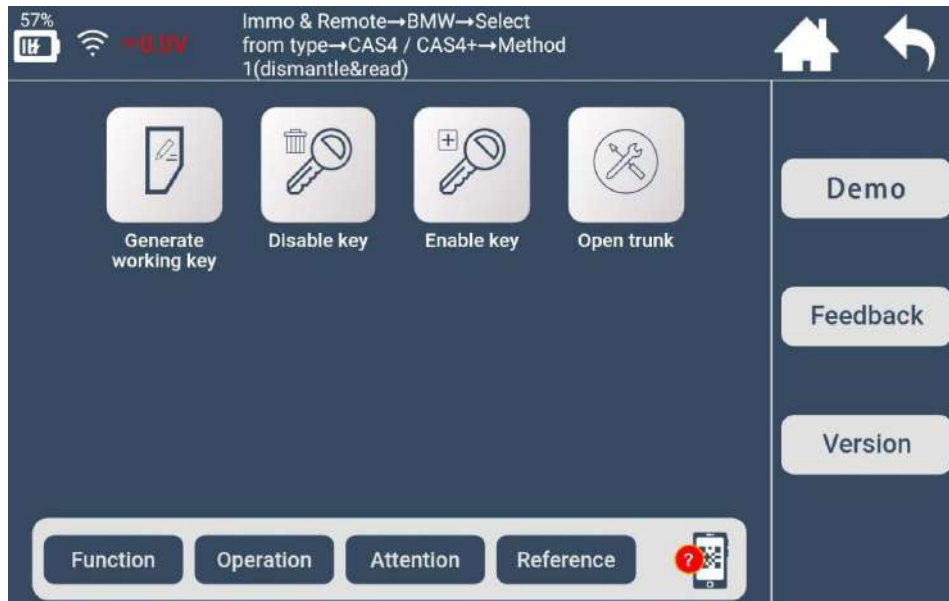 57%
Immo & Remote→BMW→Select
from type→CAS4 / CAS4+→Method
1(dismantle&read)
Generate
working key
Disable key
Enable key
Open trunk
Demo
Feedback
Version
Function
Operation
Attention
Reference
?